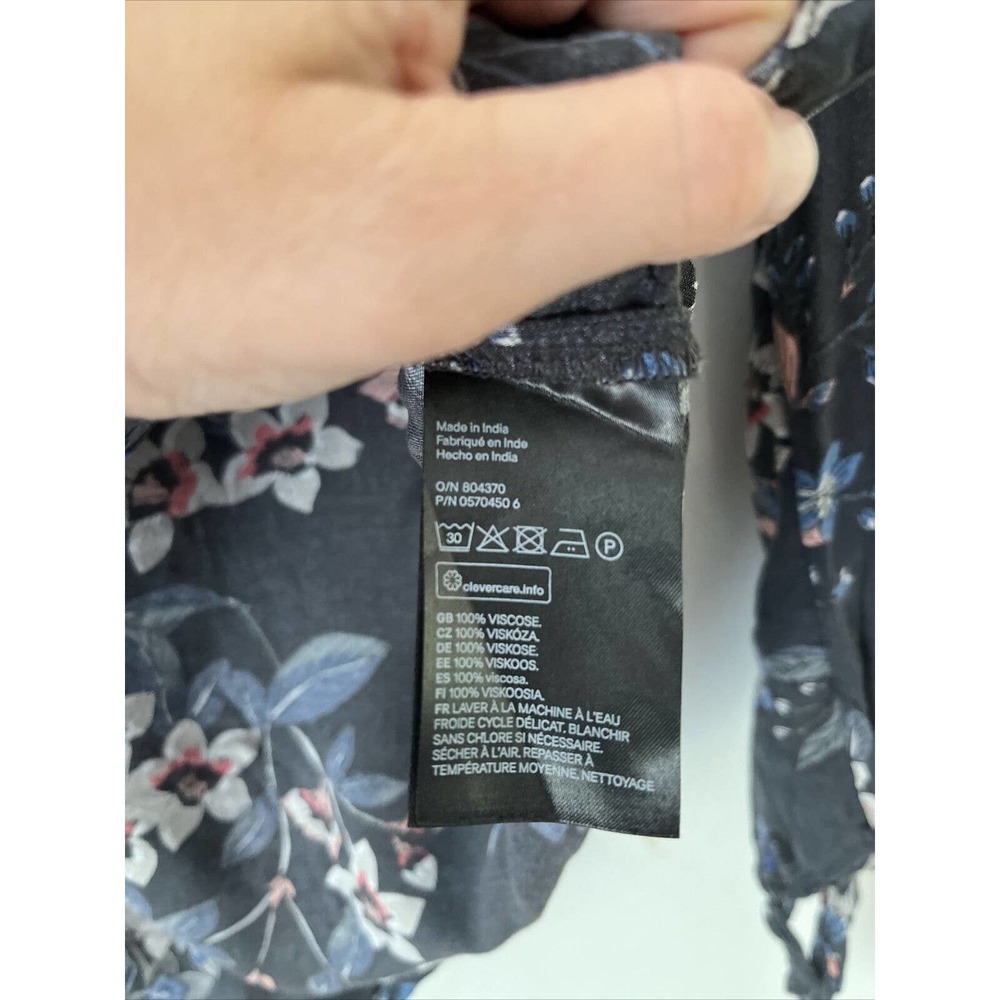 Made in India
Fabriqué en Inde
Hecho en India
O/N 804370
P/N 0570450 6
30 P
clevercare.info
GB 100% VISCOSE.
CZ 100% VISKÓZA.
DE 100% VISKOSE.
EE 100% VISKOOS.
ES 100% viscosa.
FI 100% VISKOOSIA.
FR LAVER À LA MACHINE À L'EAU
FROIDE CYCLE DÉLICAT. BLANCHIR
SANS CHLORE SI NÉCESSAIRE.
SÉCHER À L'AIR. REPASSER À
TEMPÉRATURE MOYENNE. NETTOYAGE